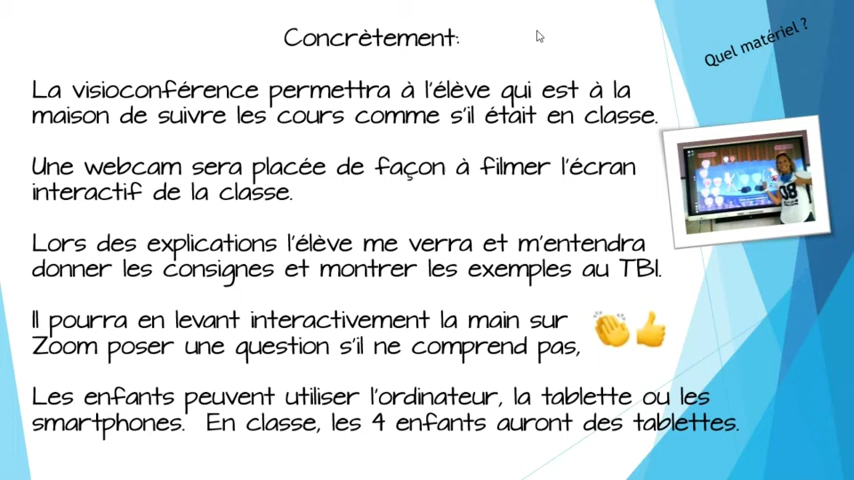 Concrètement:
Quel matériel ?
La visioconférence permettra à l'élève qui est à la
maison de suivre les cours comme s'il était en classe.
Une webcam sera placée de façon à filmer l'écran
interactif de la classe.
Lors des explications l'élève me verra et m'entendra
donner les consignes et montrer les exemples au TBI.
Il pourra en levant interactivement la main sur
Zoom poser une question s'il ne comprend pas,
Les enfants peuvent utiliser l'ordinateur, la tablette ou les
smartphones. En classe, les 4 enfants auront des tablettes.